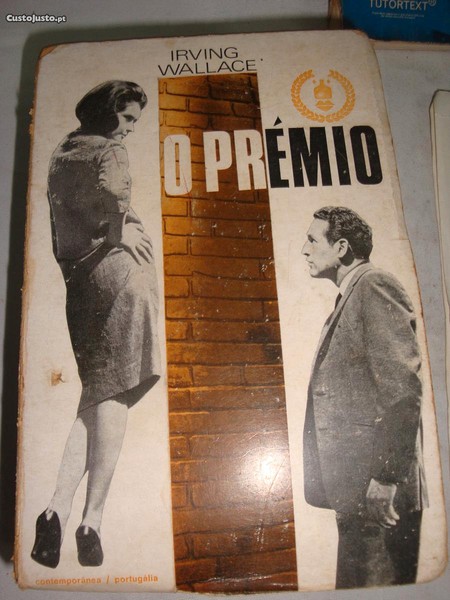 CustoJusto.pt
TUTORTEXT®
IRVING
WALLACE
O PRÉMIO
contemporânea / portugália